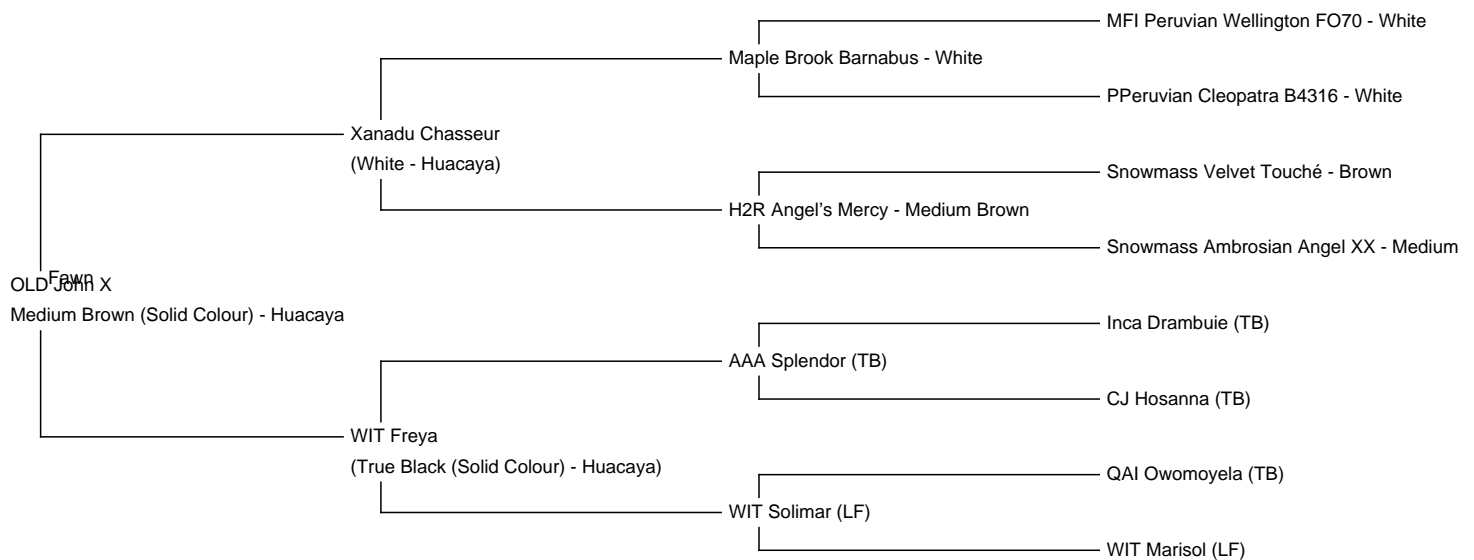 MFI Peruvian Wellington FO70 - White
Maple Brook Barnabus - White
PPeruvian Cleopatra B4316 - White
Xanadu Chasseur
(White - Huacaya)
Snowmass Velvet Touché - Brown
H2R Angel's Mercy - Medium Brown
Snowmass Ambrosian Angel XX - Medium
Fawn
OLD John X
Medium Brown (Solid Colour) - Huacaya
Inca Drambuie (TB)
AAA Splendor (TB)
CJ Hosanna (TB)
WIT Freya
(True Black (Solid Colour) - Huacaya)
QAI Owomoyela (TB)
WIT Solimar (LF)
WIT Marisol (LF)